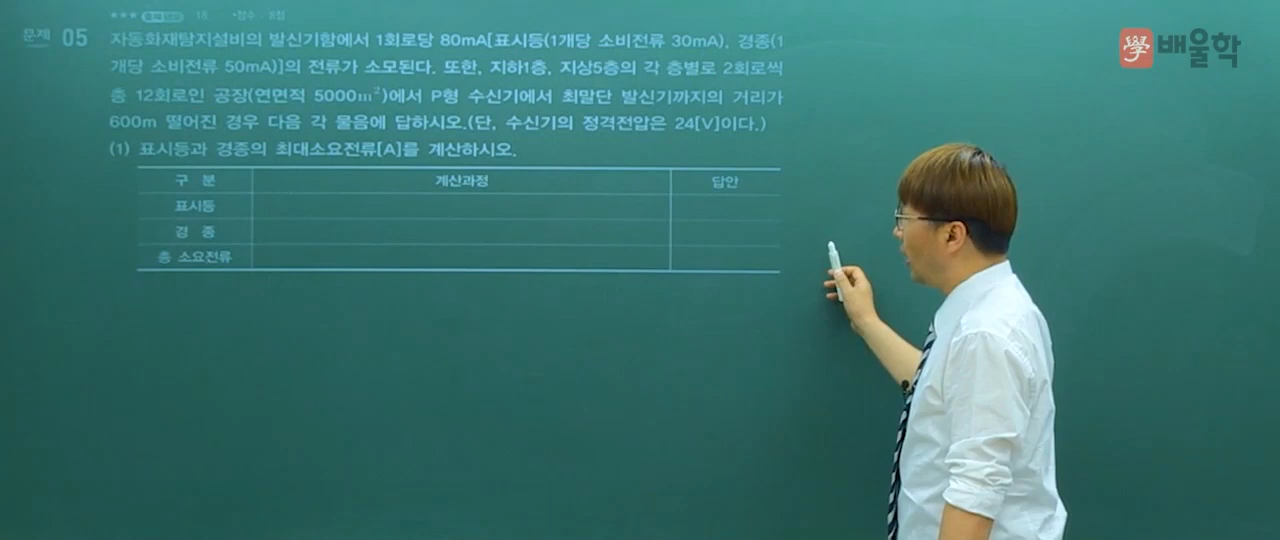 ★★★ 18 •점수 : 8점
문제 05 자동화재탐지설비의 발신기함에서 1회로당 80mA[표시등(1개당 소비전류 30mA), 경종(1
개당 소비전류 50mA)]의 전류가 소모된다. 또한, 지하1층, 지상5층의 각 층별로 2회로씩
총 12회로인 공장(연면적 5000m²)에서 P형 수신기에서 최말단 발신기까지의 거리가
600m 떨어진 경우 다음 각 물음에 답하시오.(단, 수신기의 정격전압은 24[V]이다.)
(1) 표시등과 경종의 최대소요전류[A]를 계산하시오.
구 분 계산과정 답안
표시등
경 종
총 소요전류
學 배울학